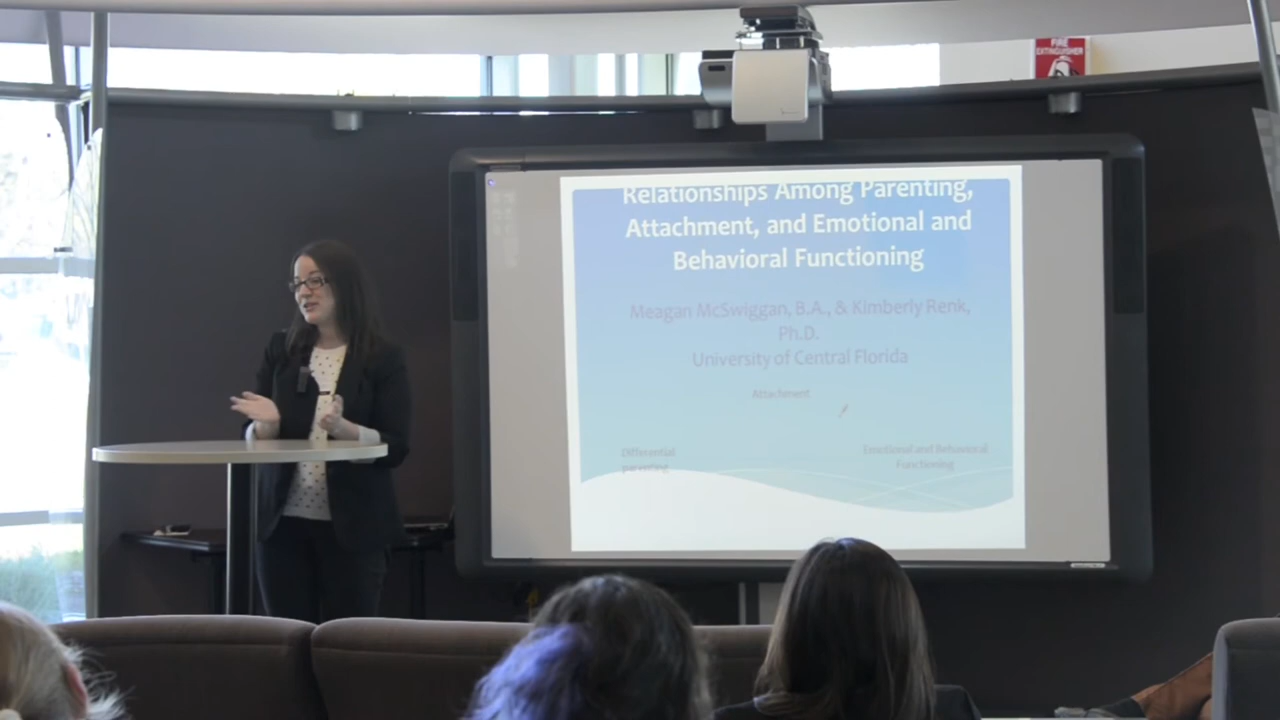 FIRE
EXTINGUISHER
Relationships Among Parenting,
Attachment, and Emotional and
Behavioral Functioning
Meagan McSwiggan, B.A., & Kimberly Renk,
Ph.D.
University of Central Florida
Attachment
Differential
parenting
Emotional and Behavioral
Functioning